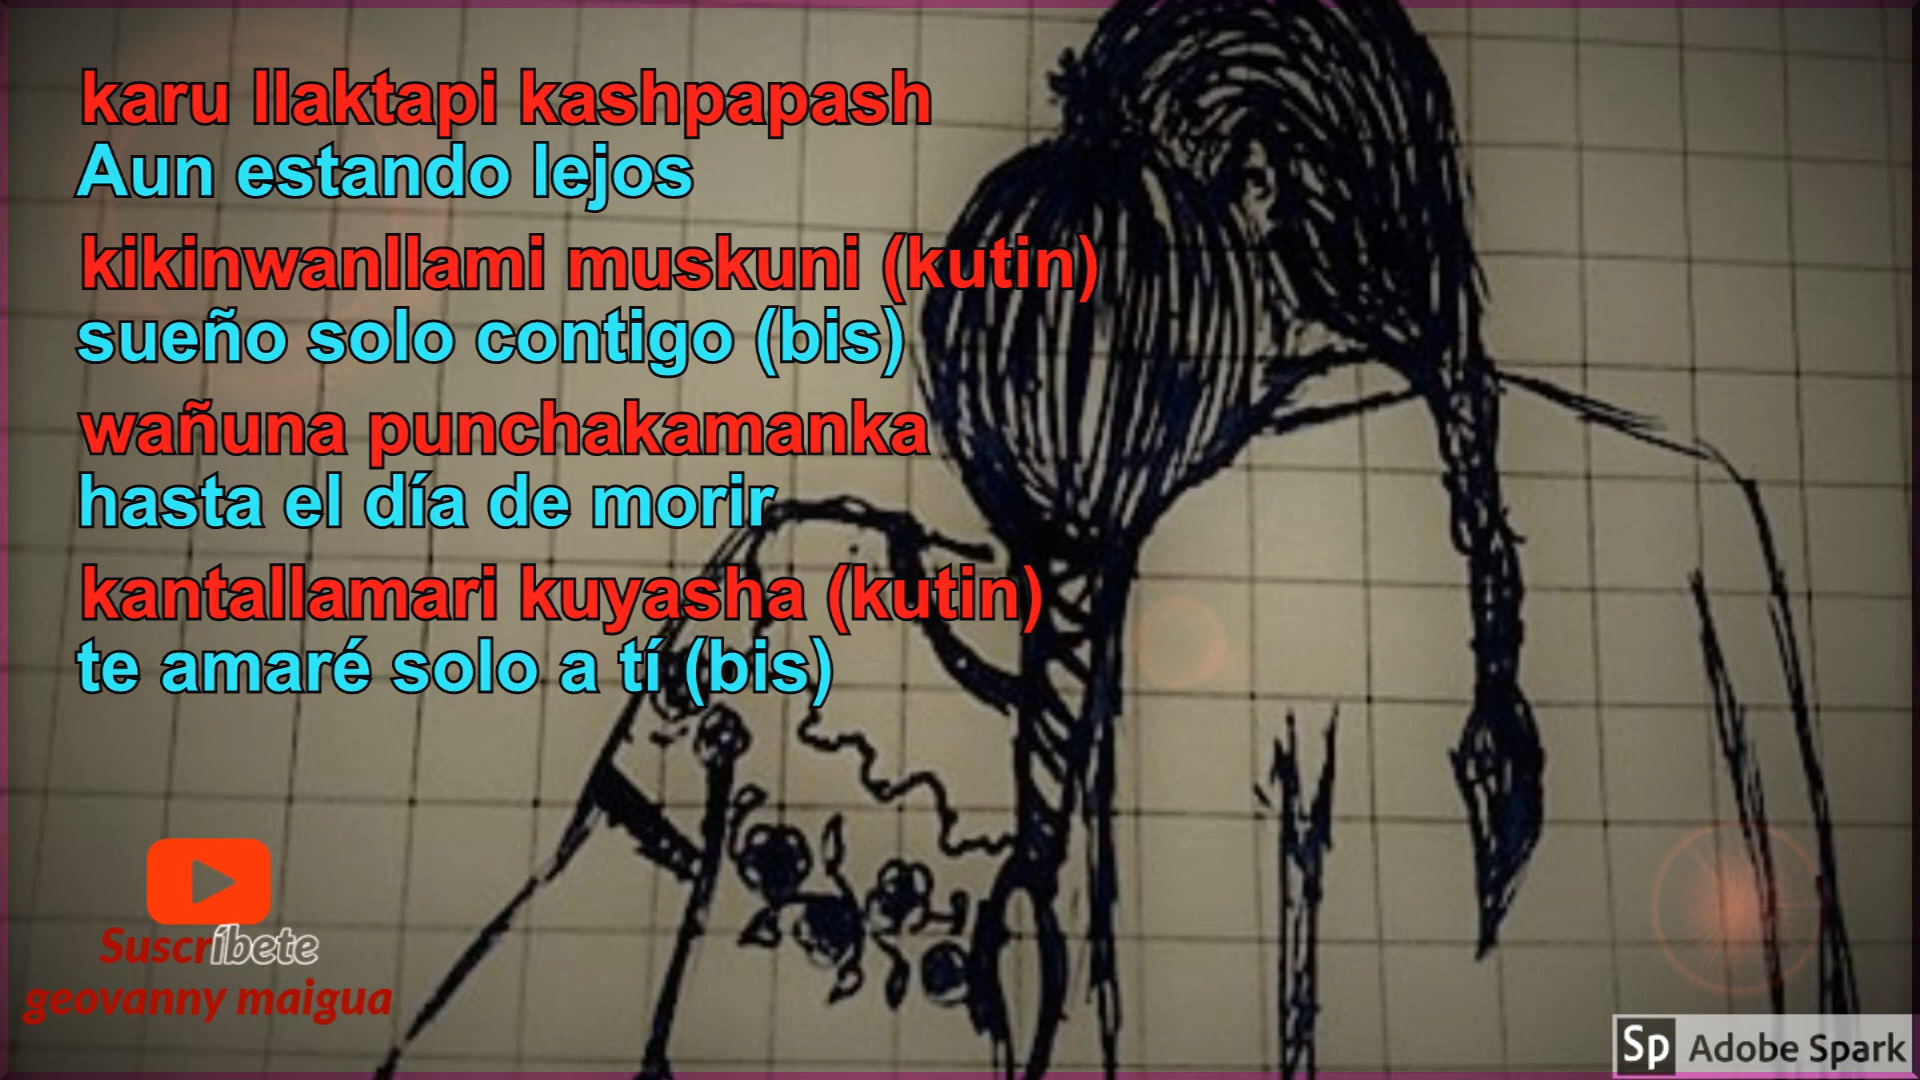 karu llaktapi kashpapash
Aun estando lejos
kikinwanllami muskuni (kutin)
sueño solo contigo (bis)
wañuna punchakamanka
hasta el día de morir
kantallamari kuyasha (kutin)
te amaré solo a tí (bis)
Suscríbete
geovanny maigua
Sp Adobe Spark